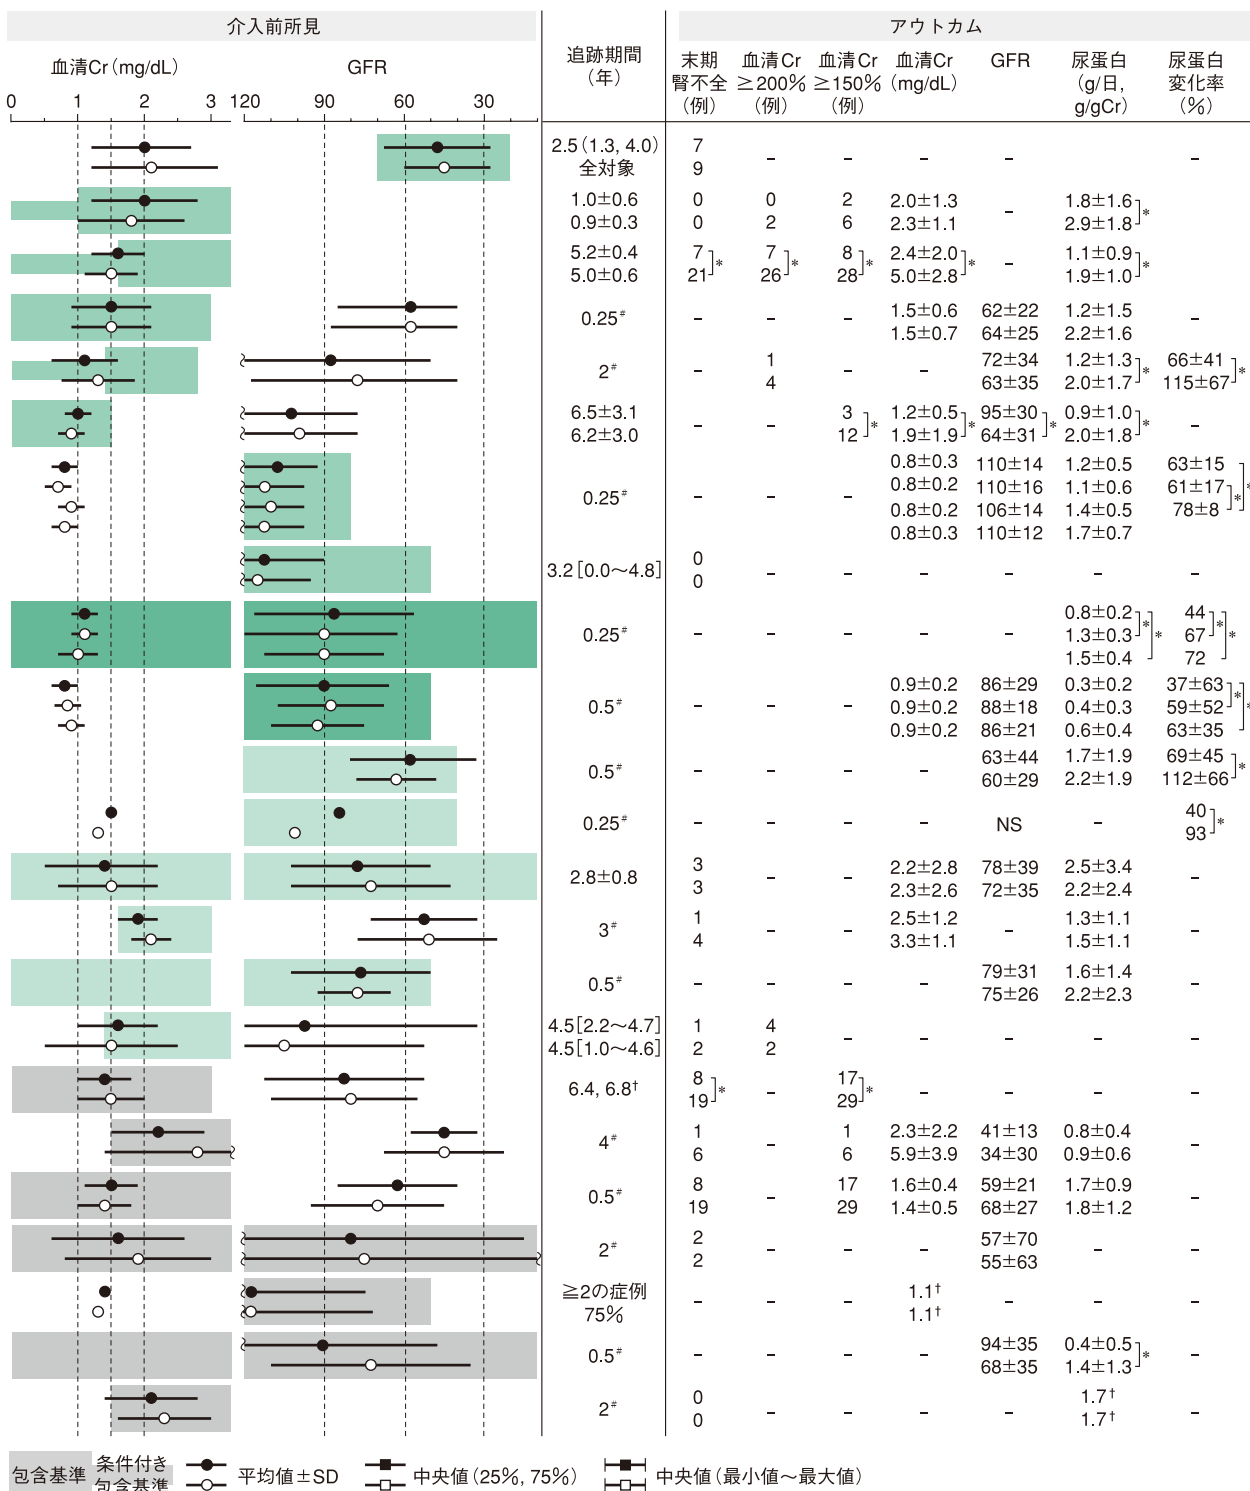 介入前所見
アウトカム
血清Cr(mg/dL)
GFR
追跡期間
(年)
末期
腎不全
(例)
血清Cr
≧200%
(例)
血清Cr
≧150%
(例)
血清Cr
(mg/dL)
GFR
尿蛋白
(g/日,
g/gCr)
尿蛋白
変化率
(%)
0 1 2 3 120 90 60 30
2.5(1.3, 4.0) 7
全対象 – – – – – –
9
1.0±0.6 0 0 2 2.0±1.3 1.8±1.6
0.9±0.3 0 2 6 2.3±1.1 – 2.9±1.8 *
5.2±0.4 7 7 8 2.4±2.0 1.1±0.9
5.0±0.6 21 * 26 * 28 * 5.0±2.8 * – 1.9±1.0 *
0.25# – – – 1.5±0.6 62±22 1.2±1.5 –
1.5±0.7 64±25 2.2±1.6
2# – 1 – – 72±34 1.2±1.3 66±41
4 63±35 2.0±1.7 * 115±67 *
6.5±3.1 – – 3 1.2±0.5 95±30 0.9±1.0 –
6.2±3.0 12 * 1.9±1.9 * 64±31 * 2.0±1.8 *
0.8±0.3 110±14 1.2±0.5 63±15
0.25# – – – 0.8±0.2 110±16 1.1±0.6 61±17 *
0.8±0.2 106±14 1.4±0.5 78±8 *
0.8±0.3 110±12 1.7±0.7
3.2[0.0～4.8] 0 – – – – – –
0
0.8±0.2 44
0.25# – – – – – 1.3±0.3 * 67 *
1.5±0.4 * 72 *
0.9±0.2 86±29 0.3±0.2 37±63
0.5# – – – 0.9±0.2 88±18 0.4±0.3 59±52 *
0.9±0.2 86±21 0.6±0.4 63±35 *
0.5# – – – – 63±44 1.7±1.9 69±45
60±29 2.2±1.9 112±66 *
0.25# – – – – NS – 40
93 *
2.8±0.8 3 – – 2.2±2.8 78±39 2.5±3.4 –
3 2.3±2.6 72±35 2.2±2.4
3# 1 – – 2.5±1.2 – 1.3±1.1 –
4 3.3±1.1 1.5±1.1
0.5# – – – – 79±31 1.6±1.4 –
75±26 2.2±2.3
4.5[2.2～4.7] 1 4
4.5[1.0～4.6] 2 2 – – – – –
6.4, 6.8† 8 – 17 – – – –
19 * 29 *
4# 1 – 1 2.3±2.2 41±13 0.8±0.4 –
6 6 5.9±3.9 34±30 0.9±0.6
0.5# 8 – 17 1.6±0.4 59±21 1.7±0.9 –
19 29 1.4±0.5 68±27 1.8±1.2
2# 2 – – – 57±70 – –
2 55±63
≧2の症例 – – – 1.1† – – –
75% 1.1†
0.5# – – – – 94±35 0.4±0.5 –
68±35 1.4±1.3 *
2# 0 – – – – 1.7† –
0 1.7†
包含基準 条件付き
包含基準 平均値±SD 中央値(25%, 75%) 中央値(最小値～最大値)